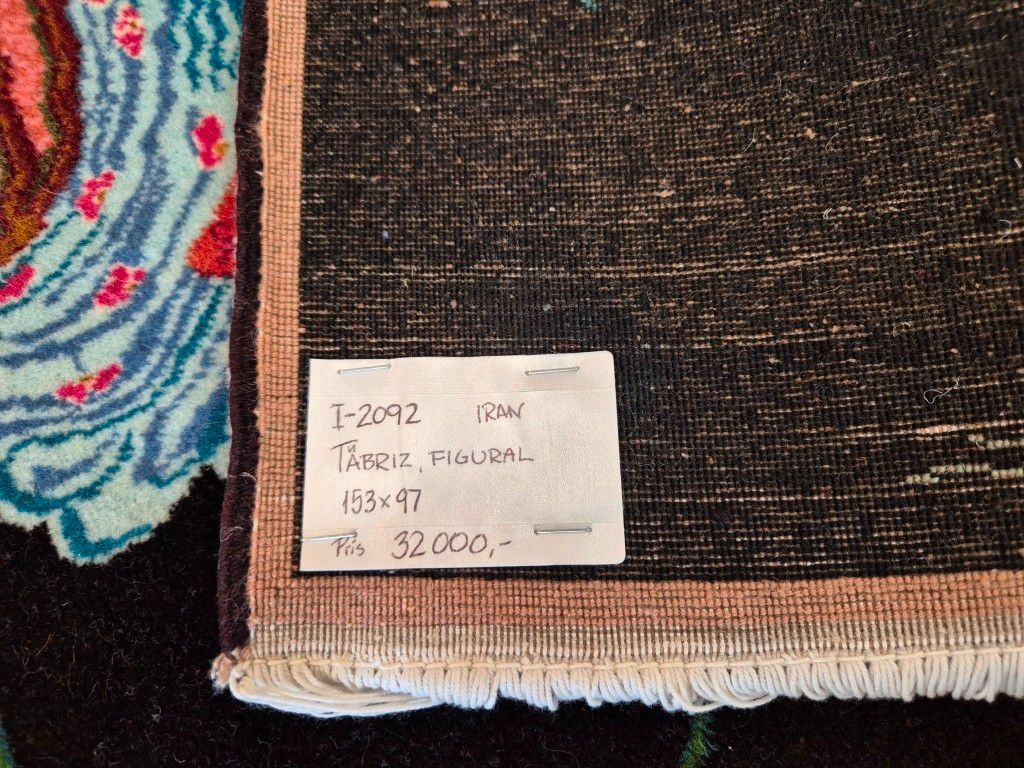 I-2092 IRAN
TÄBRIZ, FIGURAL
153×97
Pris 32000,-